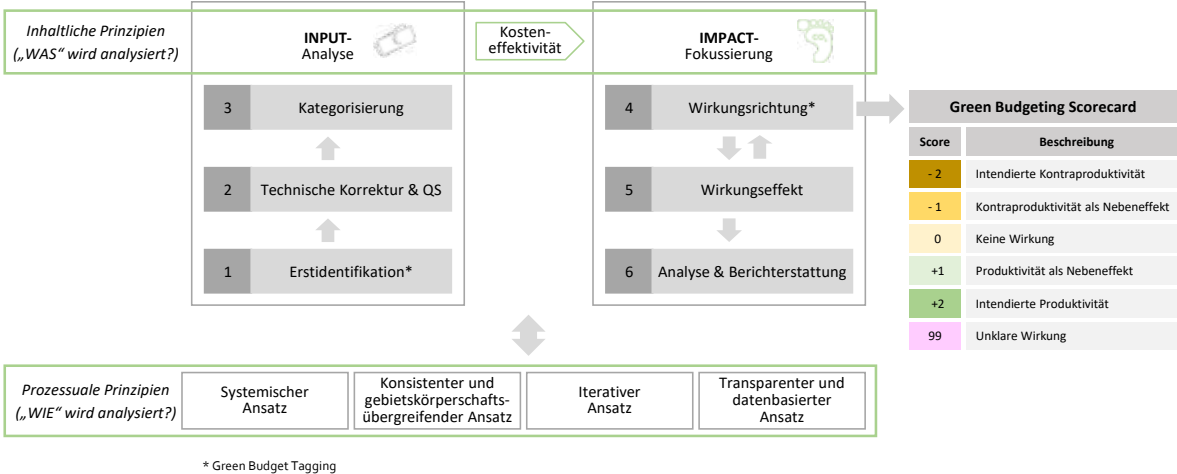 Inhaltliche Prinzipien
(„WAS“ wird analysiert?)
INPUT-
Analyse
Kosten-
effektivität
IMPACT-
Fokussierung
3 Kategorisierung
2 Technische Korrektur & QS
1 Erstidentifikation*
4 Wirkungsrichtung*
5 Wirkungseffekt
6 Analyse & Berichterstattung
Green Budgeting Scorecard
Score Beschreibung
- 2 Intendierte Kontraproduktivität
- 1 Kontraproduktivität als Nebeneffekt
0 Keine Wirkung
+1 Produktivität als Nebeneffekt
+2 Intendierte Produktivität
99 Unklare Wirkung
Prozessuale Prinzipien
(„WIE“ wird analysiert?)
Systemischer
Ansatz
Konsistenter und
gebietskörperschafts-
übergreifender Ansatz
Iterativer
Ansatz
Transparenter und
datenbasierter
Ansatz
* Green Budget Tagging